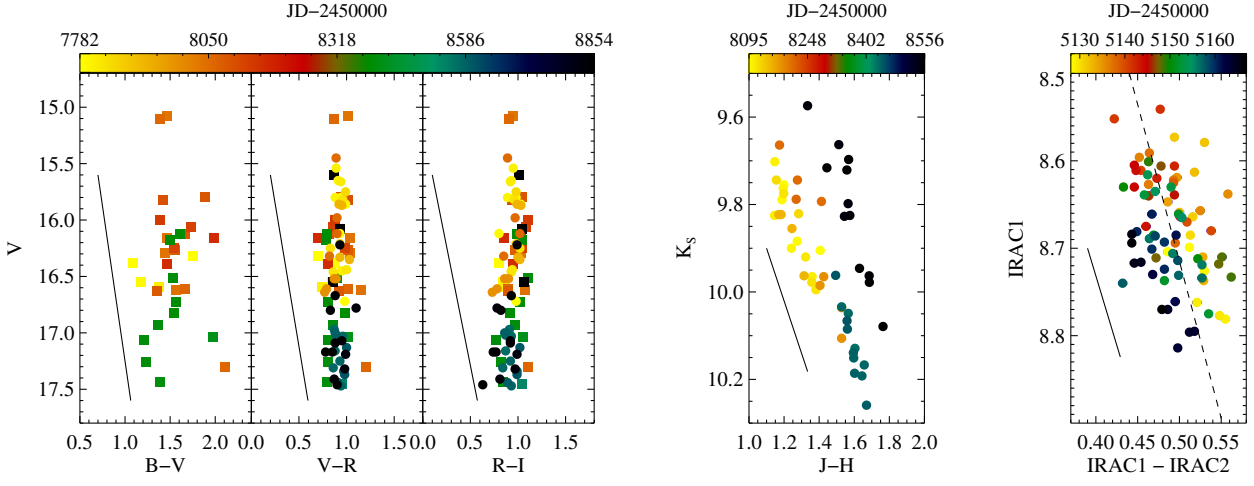 JD−2450000 JD−2450000 JD−2450000
7782 8050 8318 8586 8854 8095 8248 8402 8556 5130 5140 5150 5160
15.0 15.5 16.0 16.5 17.0 17.5
V
0.5 1.0 1.5 2.0 0.0 0.5 1.0 1.5 0.0 0.5 1.0 1.5
B−V V−R R−I
9.6 9.8 10.0 10.2
Ks
1.0 1.2 1.4 1.6 1.8 2.0
J−H
8.5 8.6 8.7 8.8
IRAC1
0.40 0.45 0.50 0.55
IRAC1 − IRAC2